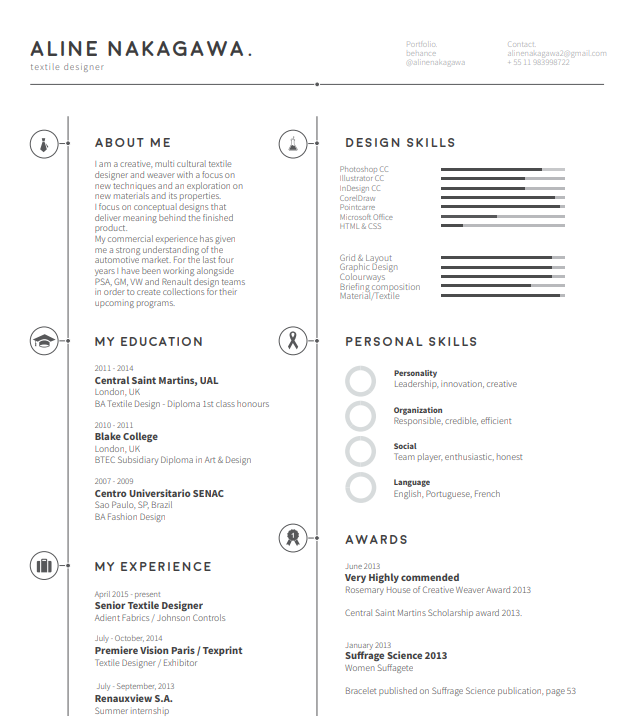 ALINE NAKAGAWA.
textile designer
Portfolio.
behance
@alinenakagawa
Contact.
alinenakagawa2@gmail.com
+ 55 11 983998722
ABOUT ME
I am a creative, multi cultural textile
designer and weaver with a focus on
new techniques and an exploration on
new materials and its properties.
I focus on conceptual designs that
deliver meaning behind the finished
product.
My commercial experience has given
me a strong understanding of the
automotive market. For the last four
years I have been working alongside
PSA, GM, VW and Renault design teams
in order to create collections for their
upcoming programs.
MY EDUCATION
2011 - 2014
Central Saint Martins, UAL
London, UK
BA Textile Design - Diploma 1st class honours
2010 - 2011
Blake College
London, UK
BTEC Subsidiary Diploma in Art & Design
2007 - 2009
Centro Universitario SENAC
Sao Paulo, SP, Brazil
BA Fashion Design
MY EXPERIENCE
April 2015 - present
Senior Textile Designer
Adient Fabrics / Johnson Controls
July - October, 2014
Premiere Vision Paris / Texprint
Textile Designer / Exhibitor
July - September, 2013
Renauxview S.A.
Summer internship
DESIGN SKILLS
Photoshop CC
Illustrator CC
InDesign CC
CorelDraw
Pointcarre
Microsoft Office
HTML & CSS
Grid & Layout
Graphic Design
Colourways
Briefing composition
Material/Textile
PERSONAL SKILLS
Personality
Leadership, innovation, creative
Organization
Responsible, credible, efficient
Social
Team player, enthusiastic, honest
Language
English, Portuguese, French
1
AWARDS
June 2013
Very Highly commended
Rosemary House of Creative Weaver Award 2013
Central Saint Martins Scholarship award 2013.
January 2013
Suffrage Science 2013
Women Suffagete
Bracelet published on Suffrage Science publication, page 53